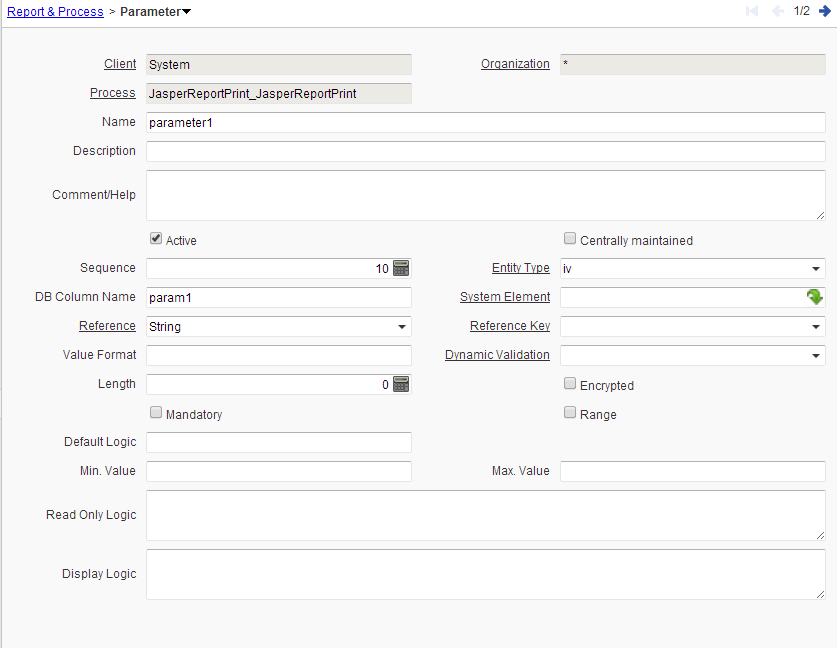 Report & Process > Parameter 1/2
Client System Organization *
Process JasperReportPrint_JasperReportPrint
Name parameter1
Description
Comment/Help
Active Centrally maintained
Sequence 10 Entity Type iv
DB Column Name param1 System Element
Reference String Reference Key
Value Format Dynamic Validation
Length 0 Encrypted
Mandatory Range
Default Logic
Min. Value Max. Value
Read Only Logic
Display Logic